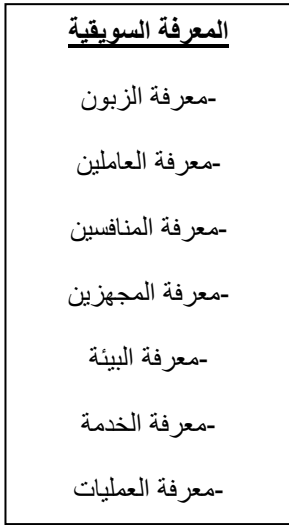 المعرفة السويقية
-معرفة الزبون
-معرفة العاملين
-معرفة المنافسين
-معرفة المجهزين
-معرفة البيئة
-معرفة الخدمة
-معرفة العمليات